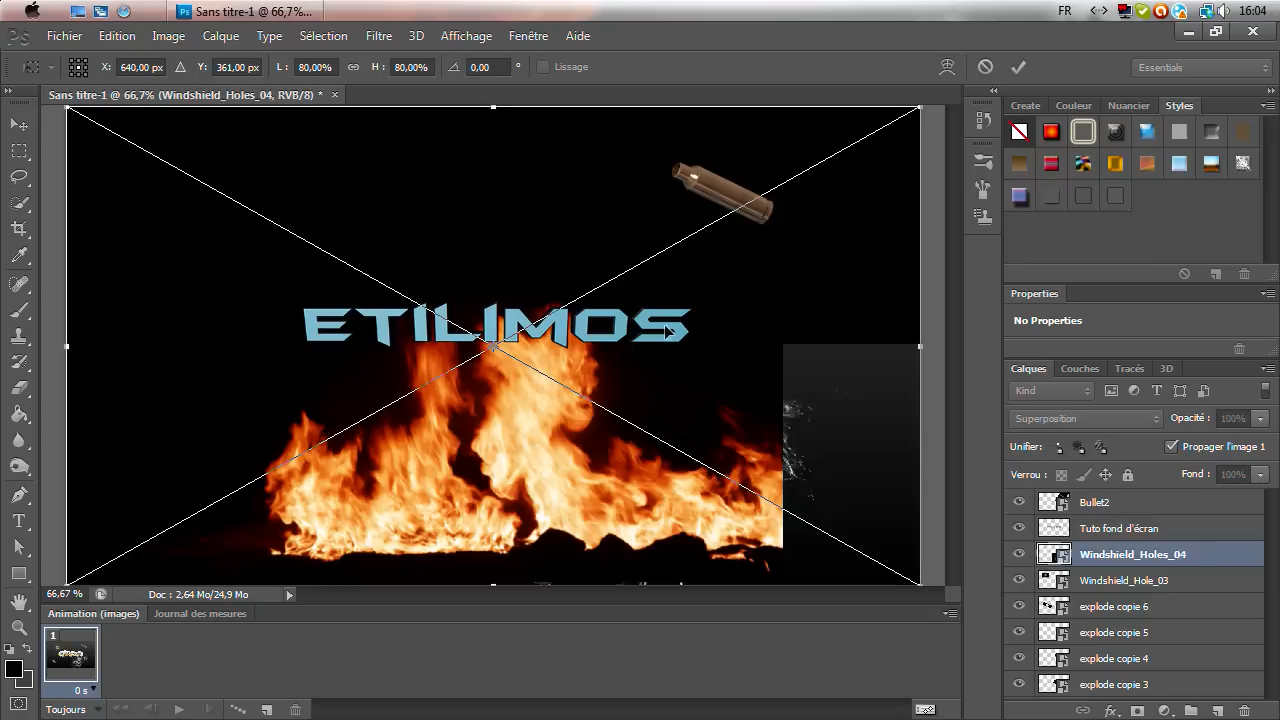 Ps Sans titre-1 @ 66,7%... FR 16:04
Ps Fichier Edition Image Calque Type Sélection Filtre 3D Affichage Fenêtre Aide
X: 640,00 px Y: 361,00 px L: 80,00% H: 80,00% 0,00 ° Lissage Essentials
Sans titre-1 @ 66,7% (Windshield_Holes_04, RVB/8) * ×
Create Couleur Nuancier Styles
ETILIMOS
Properties
No Properties
Calques Couches Tracés 3D
Kind
Superposition Opacité : 100%
Unifier : Propager l'image 1
Verrou : Fond : 100%
Bullet2
Tuto fond d'écran
Windshield_Holes_04
Windshield_Hole_03
explode copie 6
explode copie 5
explode copie 4
explode copie 3
66,67 % Doc : 2,64 Mo/24,9 Mo
Animation (images) Journal des mesures
1
0 s
Toujours
fx